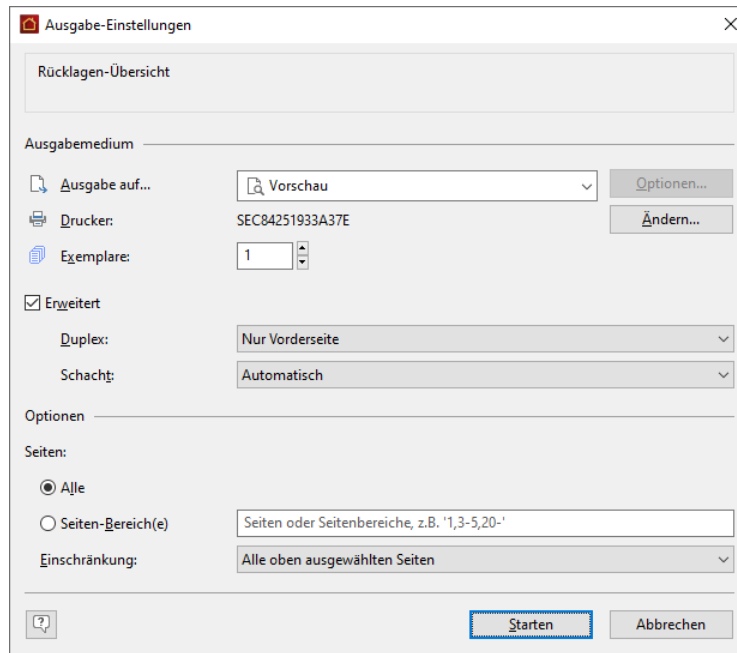 Ausgabe-Einstellungen
Rücklagen-Übersicht
Ausgabemedium
Ausgabe auf... Vorschau Optionen...
Drucker: SEC84251933A37E Ändern...
Exemplare: 1
Erweitert
Duplex: Nur Vorderseite
Schacht: Automatisch
Optionen
Seiten:
Alle
Seiten-Bereich(e) Seiten oder Seitenbereiche, z.B. '1,3-5,20-'
Einschränkung: Alle oben ausgewählten Seiten
? Starten Abbrechen